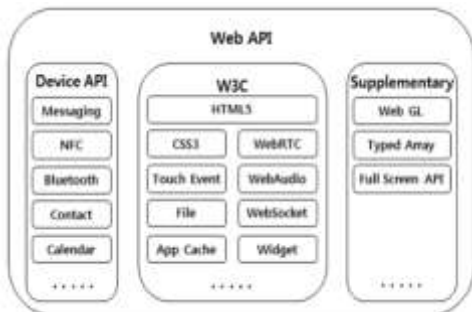 Web API
Device API
Messaging
NFC
Bluetooth
Contact
Calendar
.....
W3C
HTML5
CSS3 WebRTC
Touch Event WebAudio
File WebSocket
App Cache Widget
.....
Supplementary
Web GL
Typed Array
Full Screen API
.....